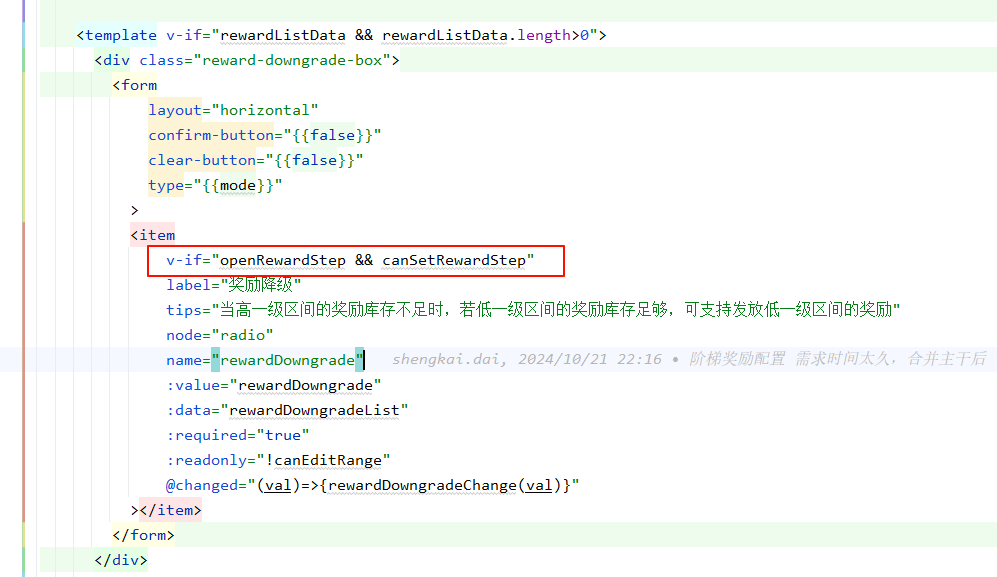 <template v-if="rewardListData && rewardListData.length>0">
<div class="reward-downgrade-box">
<form
layout="horizontal"
confirm-button="{{false}}"
clear-button="{{false}}"
type="{{mode}}"
>
<item
v-if="openRewardStep && canSetRewardStep"
label="奖励降级"
tips="当高一级区间的奖励库存不足时，若低一级区间的奖励库存足够，可支持发放低一级区间的奖励"
node="radio"
name="rewardDowngrade" shengkai.dai, 2024/10/21 22:16 • 阶梯奖励配置 需求时间太久，合并主干后
:value="rewardDowngrade"
:data="rewardDowngradeList"
:required="true"
:readonly="!canEditRange"
@changed="(val)=>{rewardDowngradeChange(val)}"
></item>
</form>
</div>